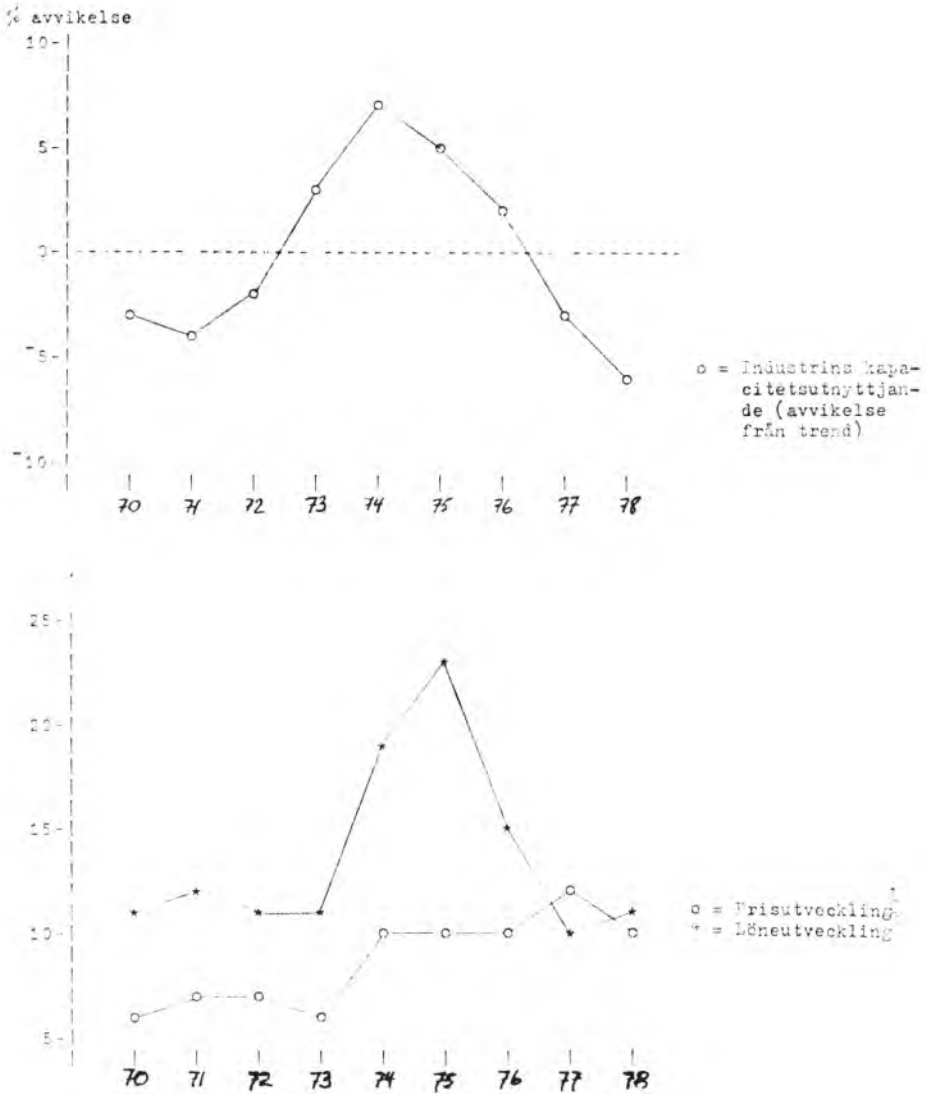 % avvikelse
10-
5-
0-
-5-
-10-
o = Industrins kapa-
citetsutnyttjan-
de (avvikelse
från trend)
70 71 72 73 74 75 76 77 78
25-
20-
15-
10-
5-
o = Prisutveckling
* = Löneutveckling
70 71 72 73 74 75 76 77 78